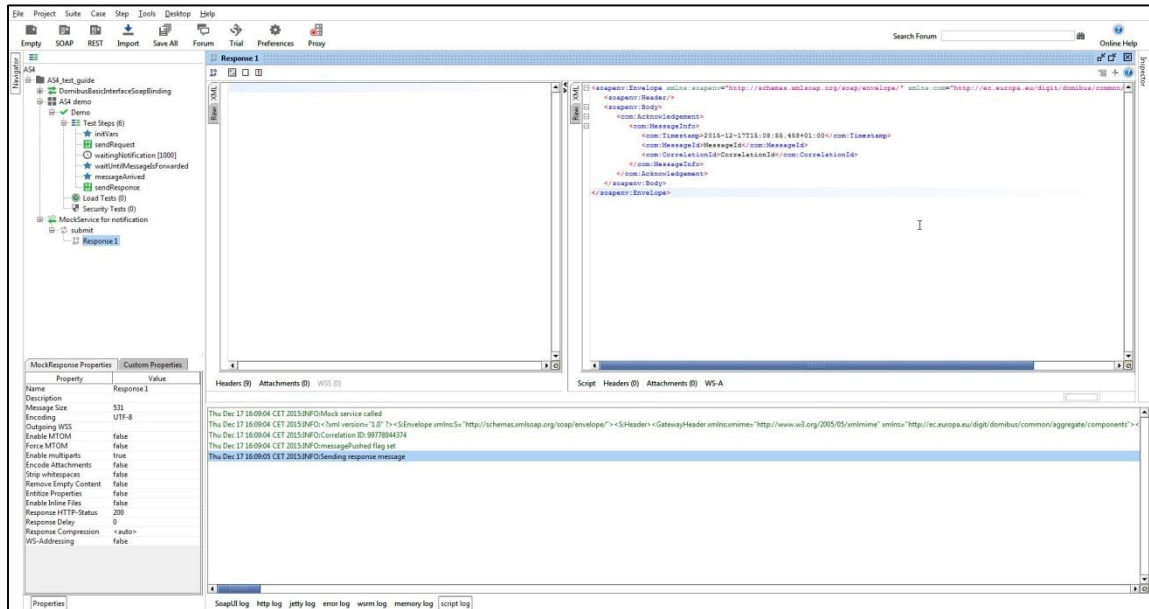 File Project Suite Case Step Tools Desktop Help
Empty SOAP REST Import Save All Forum Trial Preferences Proxy
Search Forum
Online Help
Navigator
AS4
AS4_test_guide
DomibusBasicInterfaceSoapBinding
AS4 demo
Demo
Test Steps (6)
initVars
sendRequest
waitingNotification [1000]
waitUntilMessageIsForwarded
messageArrived
sendResponse
Load Tests (0)
Security Tests (0)
MockService for notification
submit
Response 1
MockResponse Properties Custom Properties
Property Value
Name Response 1
Description
Message Size 531
Encoding UTF-8
Outgoing WSS
Enable MTOM false
Force MTOM false
Enable multiparts true
Encode Attachments false
Strip whitespaces false
Remove Empty Content false
Entitize Properties false
Enable Inline Files false
Response HTTP-Status 200
Response Delay 0
Response Compression <auto>
WS-Addressing false
Properties
Response 1
XML
Raw
Headers (9) Attachments (0) WSS (0)
XML
Raw
<soapenv:Envelope xmlns:soapenv="http://schemas.xmlsoap.org/soap/envelope/" xmlns:com="http://ec.europa.eu/digit/domibus/common/
<soapenv:Header/>
<soapenv:Body>
<com:Acknowledgement>
<com:MessageInfo>
<com:Timestamp>2015-12-17T15:08:55.458+01:00</com:Timestamp>
<com:MessageId>MessageId</com:MessageId>
<com:CorrelationId>CorrelationId</com:CorrelationId>
</com:MessageInfo>
</com:Acknowledgement>
</soapenv:Body>
</soapenv:Envelope>
Script Headers (0) Attachments (0) WS-A
Inspector
Thu Dec 17 16:09:04 CET 2015:INFO:Mock service called
Thu Dec 17 16:09:04 CET 2015:INFO:<?xml version="1.0" ?><S:Envelope xmlns:S="http://schemas.xmlsoap.org/soap/envelope/"><S:Header><GatewayHeader xmlns:xmime="http://www.w3.org/2005/05/xmlmime" xmlns="http://ec.europa.eu/digit/domibus/common/aggregate/components"><
Thu Dec 17 16:09:04 CET 2015:INFO:Correlation ID: 99778844374
Thu Dec 17 16:09:04 CET 2015:INFO:messagePushed flag set
Thu Dec 17 16:09:05 CET 2015:INFO:Sending response message
SoapUI log http log jetty log error log wsrm log memory log script log